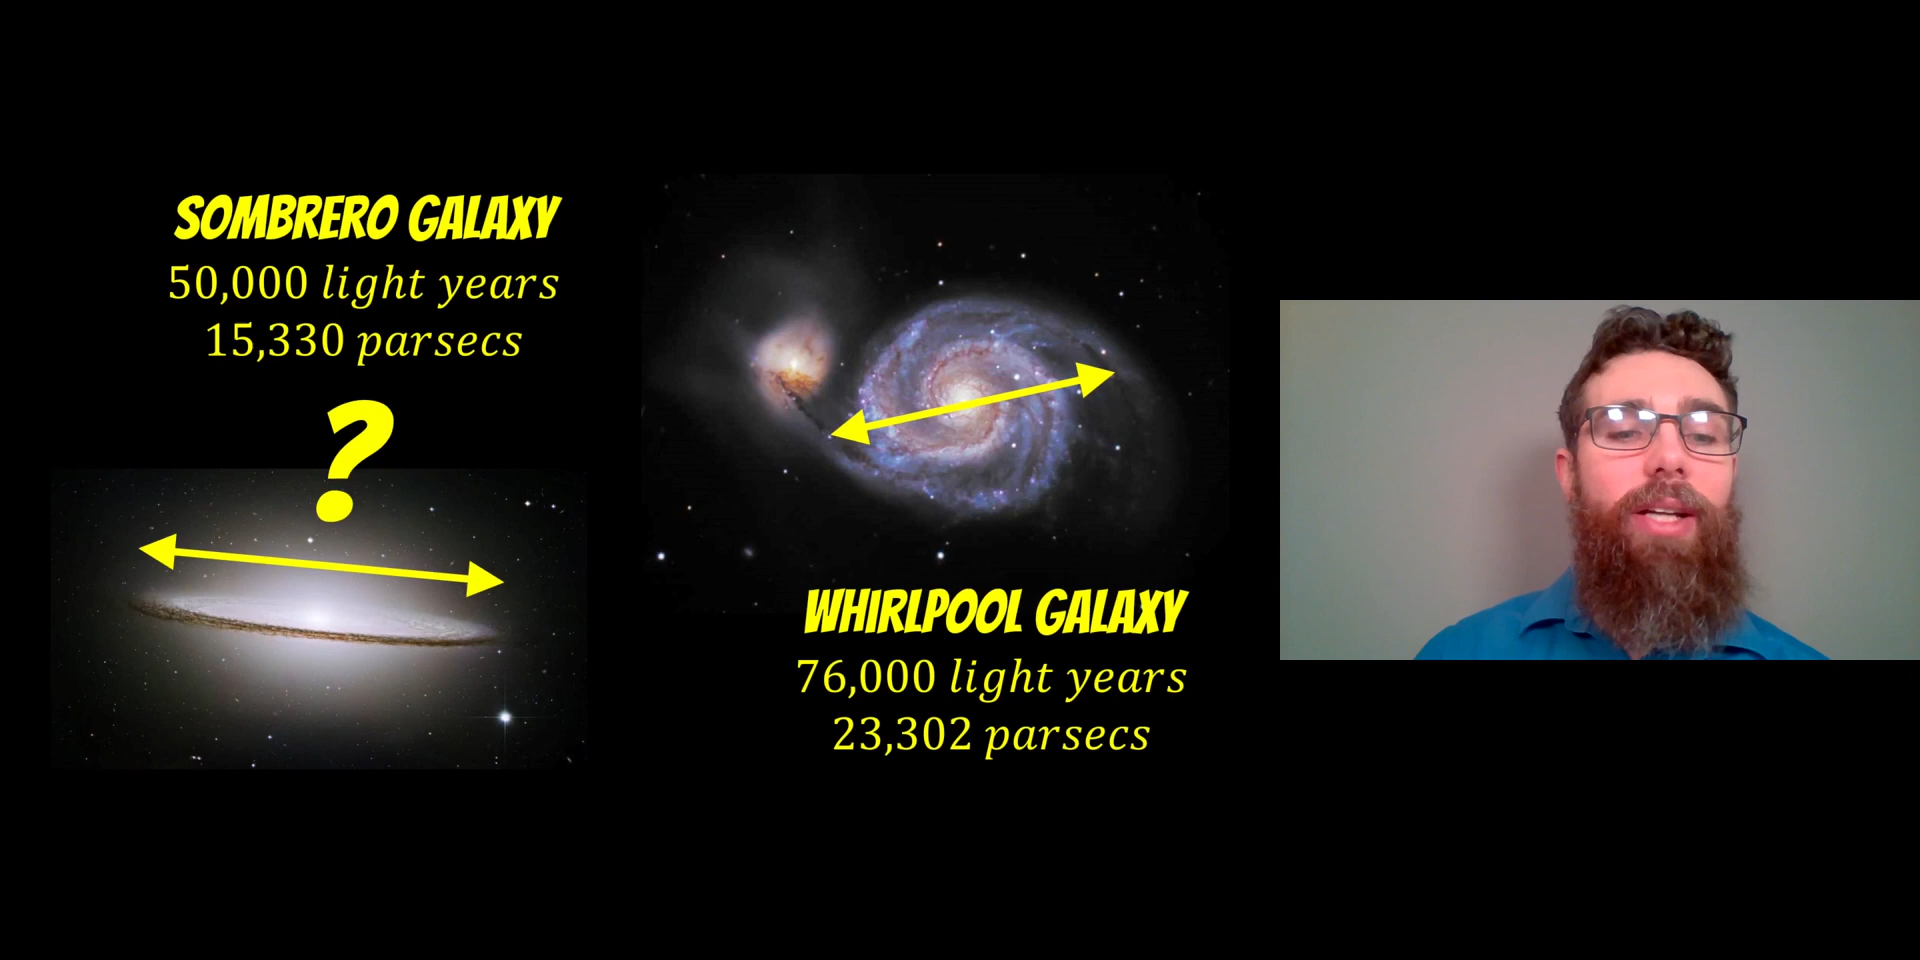 SOMBRERO GALAXY
50,000 light years
15,330 parsecs
?
WHIRLPOOL GALAXY
76,000 light years
23,302 parsecs